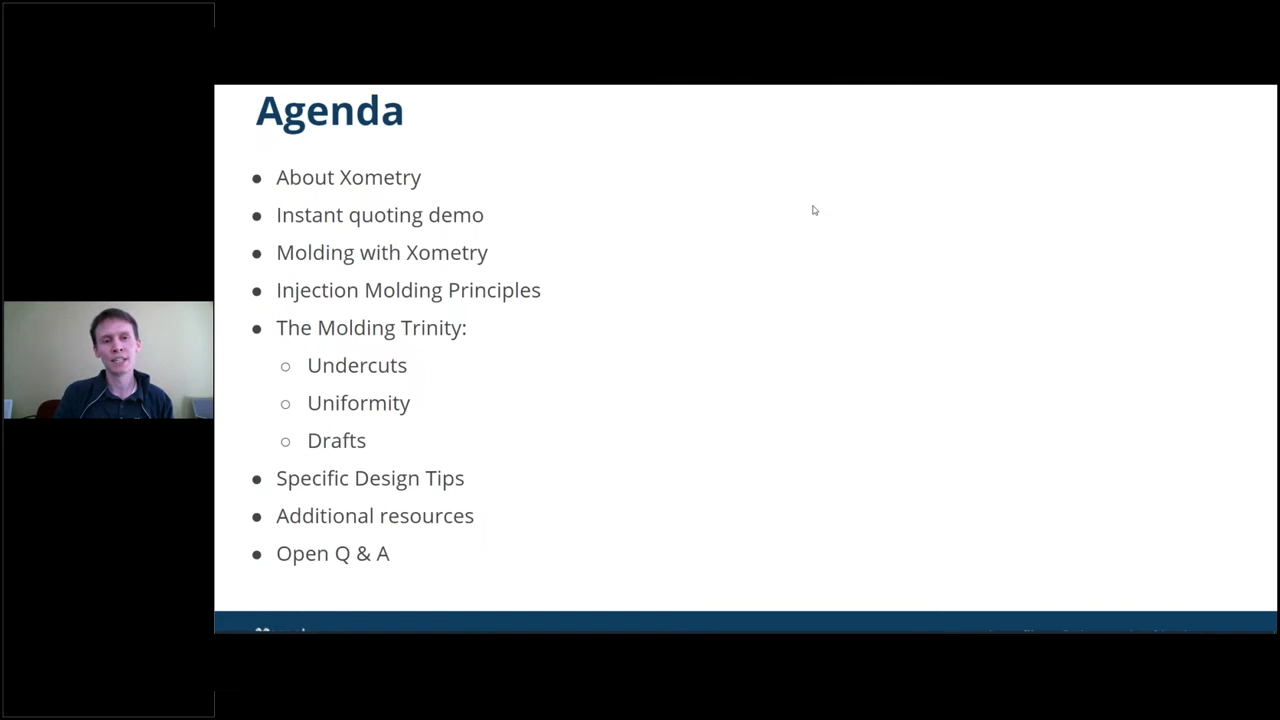 Agenda
● About Xometry
● Instant quoting demo
● Molding with Xometry
● Injection Molding Principles
● The Molding Trinity:
○ Undercuts
○ Uniformity
○ Drafts
● Specific Design Tips
● Additional resources
● Open Q & A